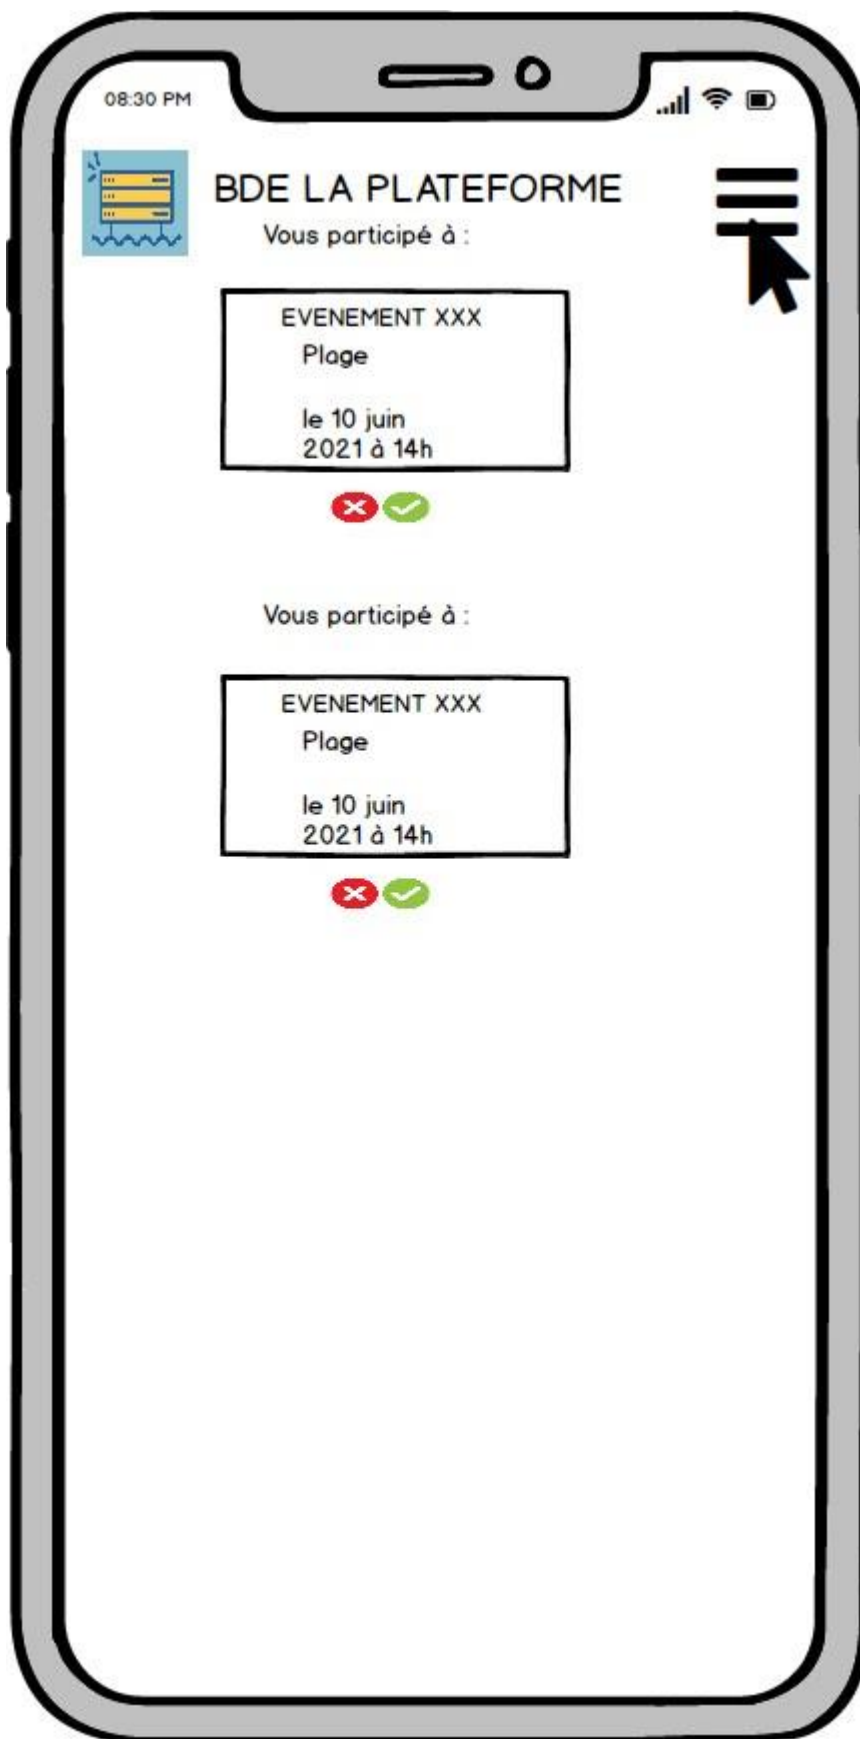 08:30 PM
BDE LA PLATEFORME
Vous participé à :
EVENEMENT XXX
Plage
le 10 juin
2021 à 14h
Vous participé à :
EVENEMENT XXX
Plage
le 10 juin
2021 à 14h